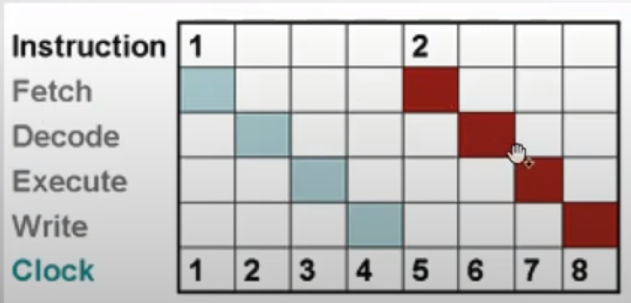 Instruction 1 2
Fetch
Decode
Execute
Write
Clock 1 2 3 4 5 6 7 8